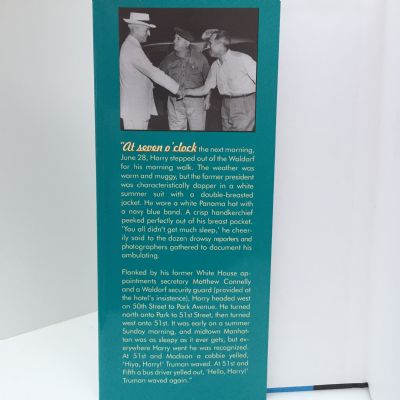 "At seven o'clock the next morning,
June 28, Harry stepped out of the Waldorf
for his morning walk. The weather was
warm and muggy, but the former president
was characteristically dapper in a white
summer suit with a double-breasted
jacket. He wore a white Panama hat with
a navy blue band. A crisp handkerchief
peeked perfectly out of his breast pocket.
'You all didn't get much sleep,' he cheer-
ily said to the dozen drowsy reporters and
photographers gathered to document his
ambulating.
Flanked by his former White House ap-
pointments secretary Matthew Connelly
and a Waldorf security guard (provided at
the hotel's insistence), Harry headed west
on 50th Street to Park Avenue. He turned
north onto Park to 51st Street, then turned
west onto 51st. It was early on a summer
Sunday morning, and midtown Manhat-
tan was as sleepy as it ever gets, but ev-
erywhere Harry went he was recognized.
At 51st and Madison a cabbie yelled,
'Hiya, Harry!' Truman waved. At 51st and
Fifth a bus driver yelled out, 'Hello, Harry!'
Truman waved again."